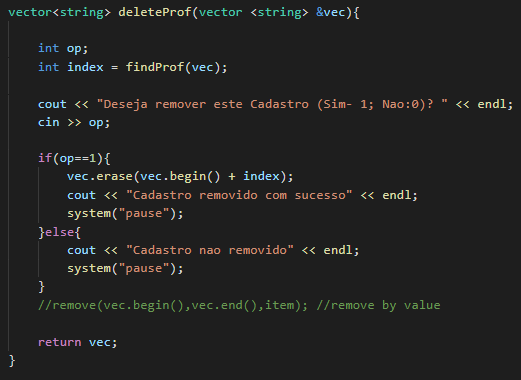 vector<string> deleteProf(vector <string> &vec){
int op;
int index = findProf(vec);
cout << "Deseja remover este Cadastro (Sim- 1; Nao:0)? " << endl;
cin >> op;
if(op==1){
vec.erase(vec.begin() + index);
cout << "Cadastro removido com sucesso" << endl;
system("pause");
}else{
cout << "Cadastro nao removido" << endl;
system("pause");
}
//remove(vec.begin(),vec.end(),item); //remove by value
return vec;
}